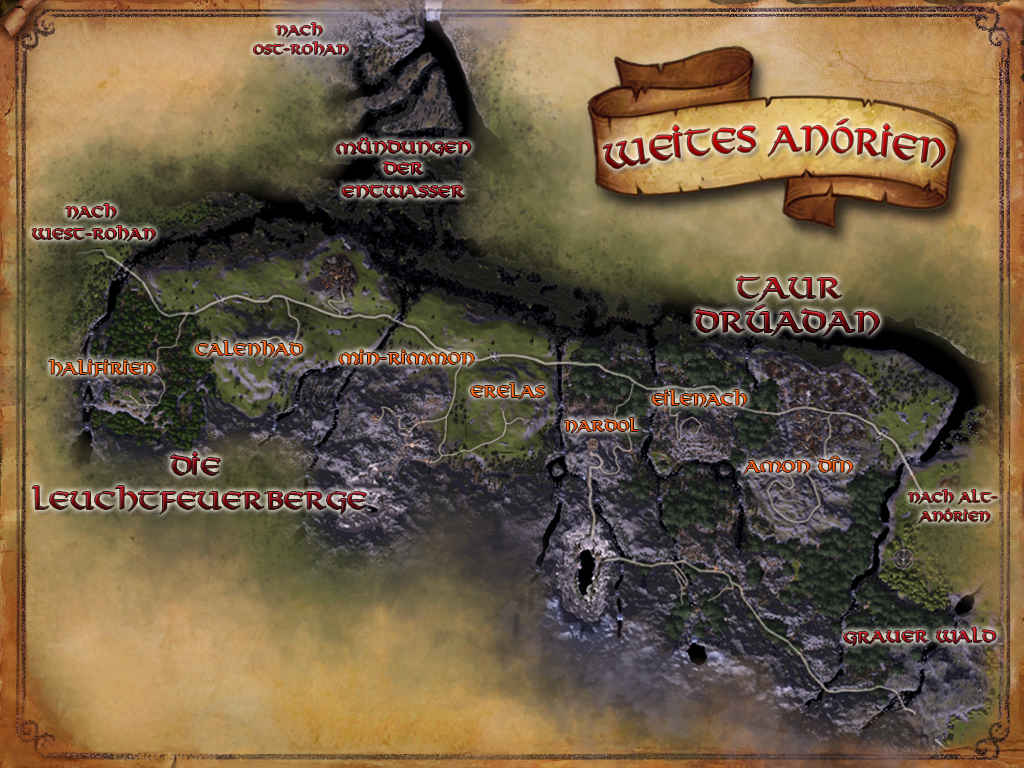 nach
Ost-Rohan
Weites Anórien
Mündungen
der
Entwasser
nach
West-Rohan
Taur
Drúadan
Halifirien
Calenhad
Min-Rimmon
Erelas
Eilenach
Nardol
Amon Dîn
Die
Leuchtfeuerberge
nach Alt-
Anórien
Grauer Wald